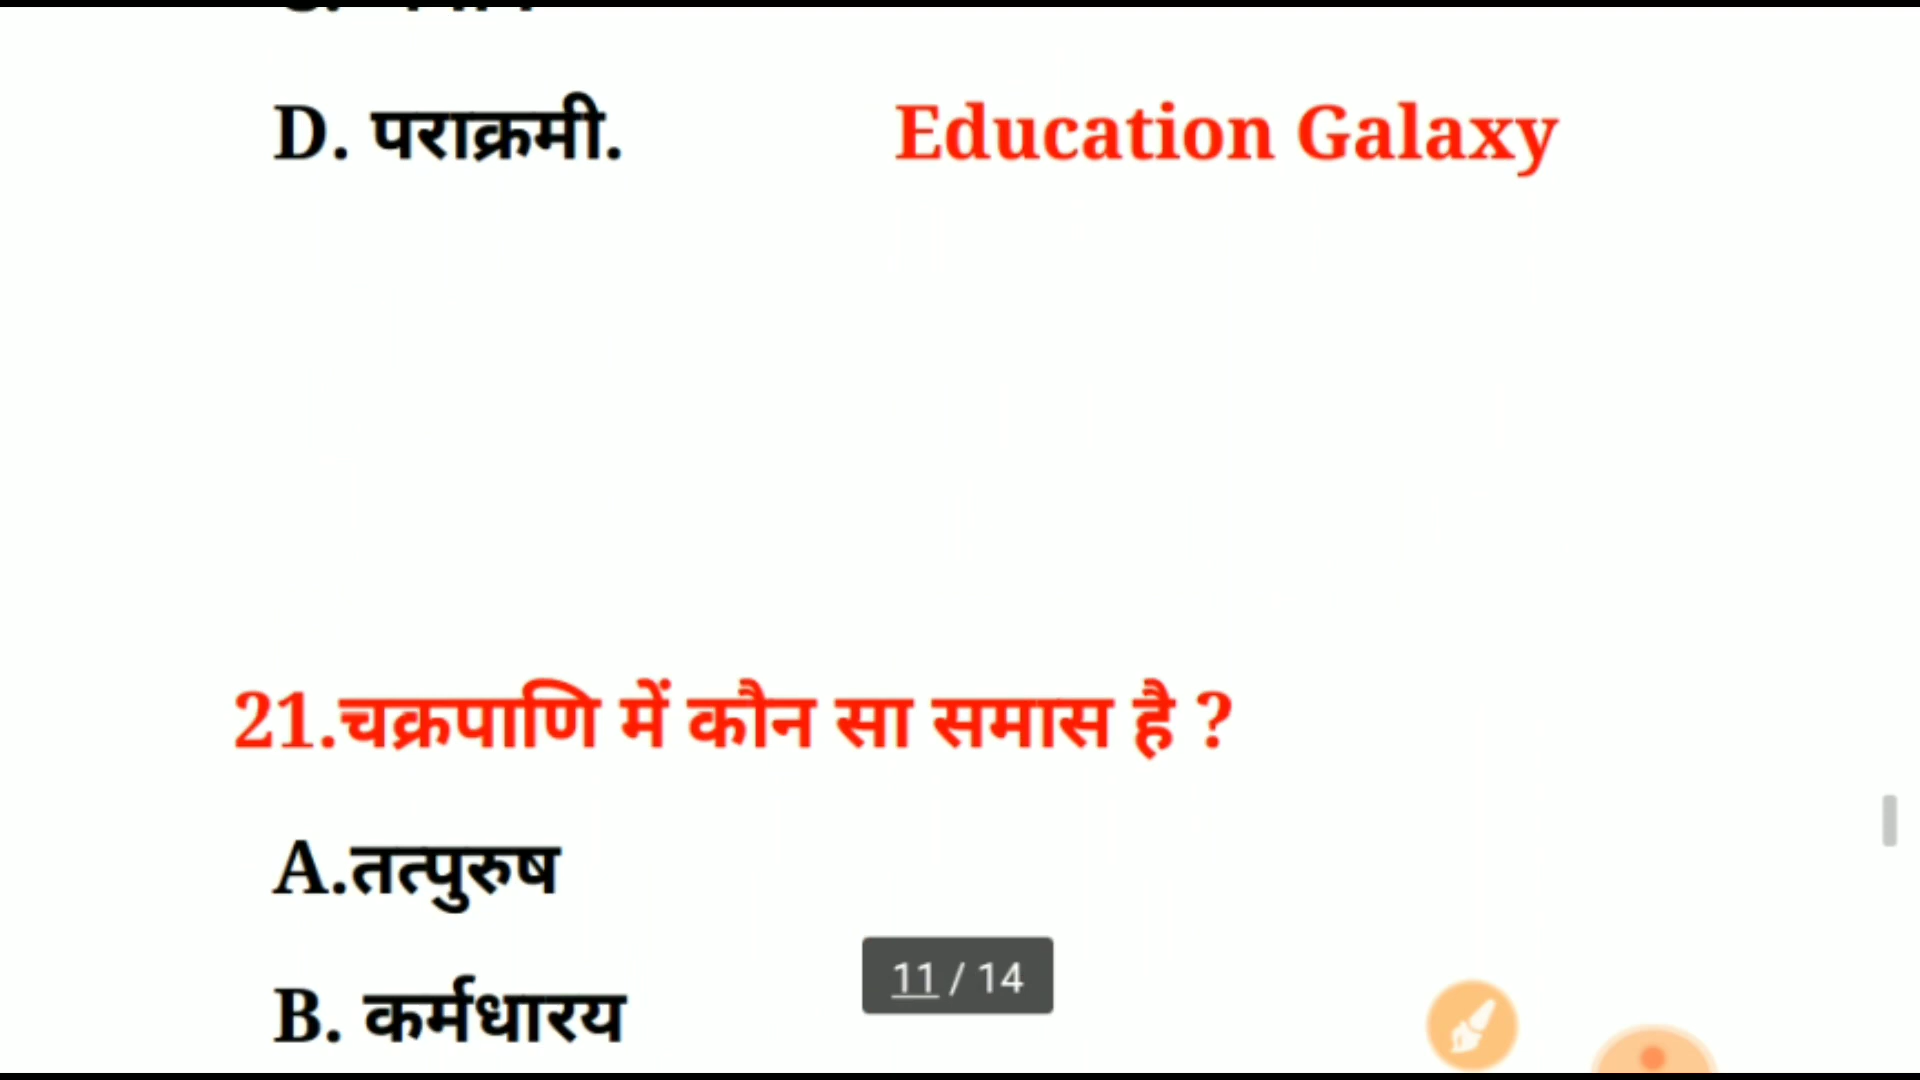 D. पराक्रमी. Education Galaxy
21.चक्रपाणि में कौन सा समास है ?
A.तत्पुरुष
B. कर्मधारय
11 / 14